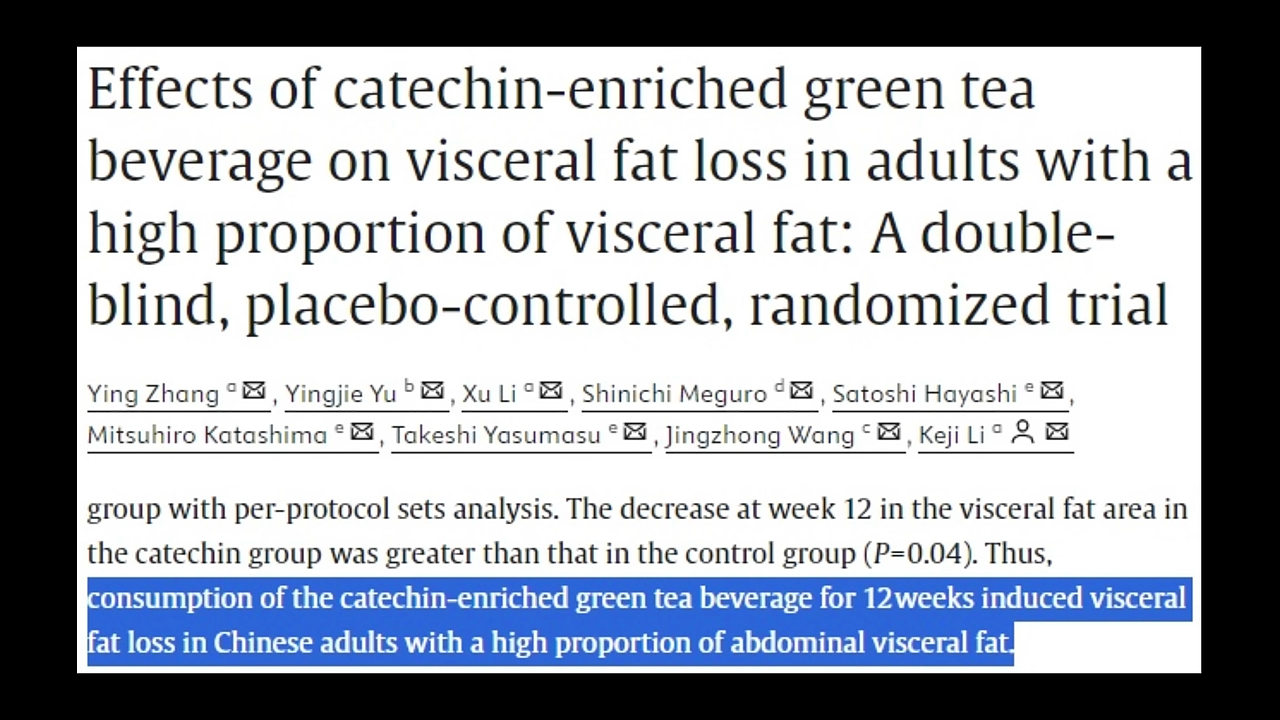 Effects of catechin-enriched green tea
beverage on visceral fat loss in adults with a
high proportion of visceral fat: A double-
blind, placebo-controlled, randomized trial
Ying Zhang a, Yingjie Yu b, Xu Li a, Shinichi Meguro d, Satoshi Hayashi e,
Mitsuhiro Katashima e, Takeshi Yasumasu e, Jingzhong Wang c, Keji Li a
group with per-protocol sets analysis. The decrease at week 12 in the visceral fat area in
the catechin group was greater than that in the control group (P=0.04). Thus,
consumption of the catechin-enriched green tea beverage for 12weeks induced visceral
fat loss in Chinese adults with a high proportion of abdominal visceral fat.